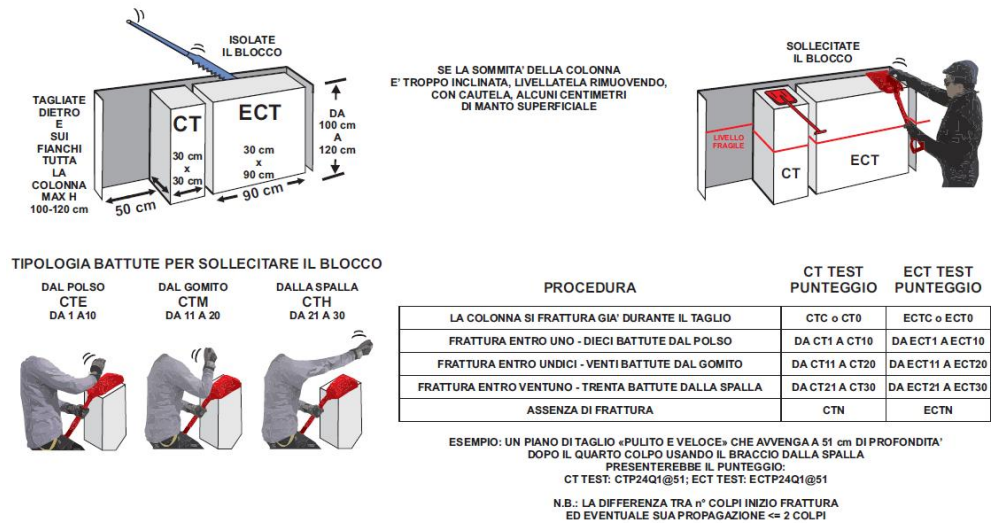 ISOLATE
IL BLOCCO
TAGLIATE
DIETRO
E
SUI
FIANCHI
TUTTA
LA
COLONNA
MAX H
100-120 cm
CT
30 cm
x
30 cm
ECT
30 cm
x
90 cm
DA
100 cm
A
120 cm
50 cm
90 cm
SE LA SOMMITA' DELLA COLONNA
E' TROPPO INCLINATA, LIVELLATELA RIMUOVENDO,
CON CAUTELA, ALCUNI CENTIMETRI
DI MANTO SUPERFICIALE
SOLLECITATE
IL BLOCCO
LIVELLO
FRAGILE
CT
ECT
TIPOLOGIA BATTUTE PER SOLLECITARE IL BLOCCO
DAL POLSO
CTE
DA 1 A10
DAL GOMITO
CTM
DA 11 A 20
DALLA SPALLA
CTH
DA 21 A 30
PROCEDURA
CT TEST
PUNTEGGIO
ECT TEST
PUNTEGGIO
LA COLONNA SI FRATTURA GIA' DURANTE IL TAGLIO
CTC o CT0
ECTC o ECT0
FRATTURA ENTRO UNO - DIECI BATTUTE DAL POLSO
DA CT1 A CT10
DA ECT1 A ECT10
FRATTURA ENTRO UNDICI - VENTI BATTUTE DAL GOMITO
DA CT11 A CT20
DA ECT11 A ECT20
FRATTURA ENTRO VENTUNO - TRENTA BATTUTE DALLA SPALLA
DA CT21 A CT30
DA ECT21 A ECT30
ASSENZA DI FRATTURA
CTN
ECTN
ESEMPIO: UN PIANO DI TAGLIO «PULITO E VELOCE» CHE AVVENGA A 51 cm DI PROFONDITA'
DOPO IL QUARTO COLPO USANDO IL BRACCIO DALLA SPALLA
PRESENTEREBBE IL PUNTEGGIO:
CT TEST: CTP24Q1@51; ECT TEST: ECTP24Q1@51
N.B.: LA DIFFERENZA TRA n° COLPI INIZIO FRATTURA
ED EVENTUALE SUA PROPAGAZIONE <= 2 COLPI